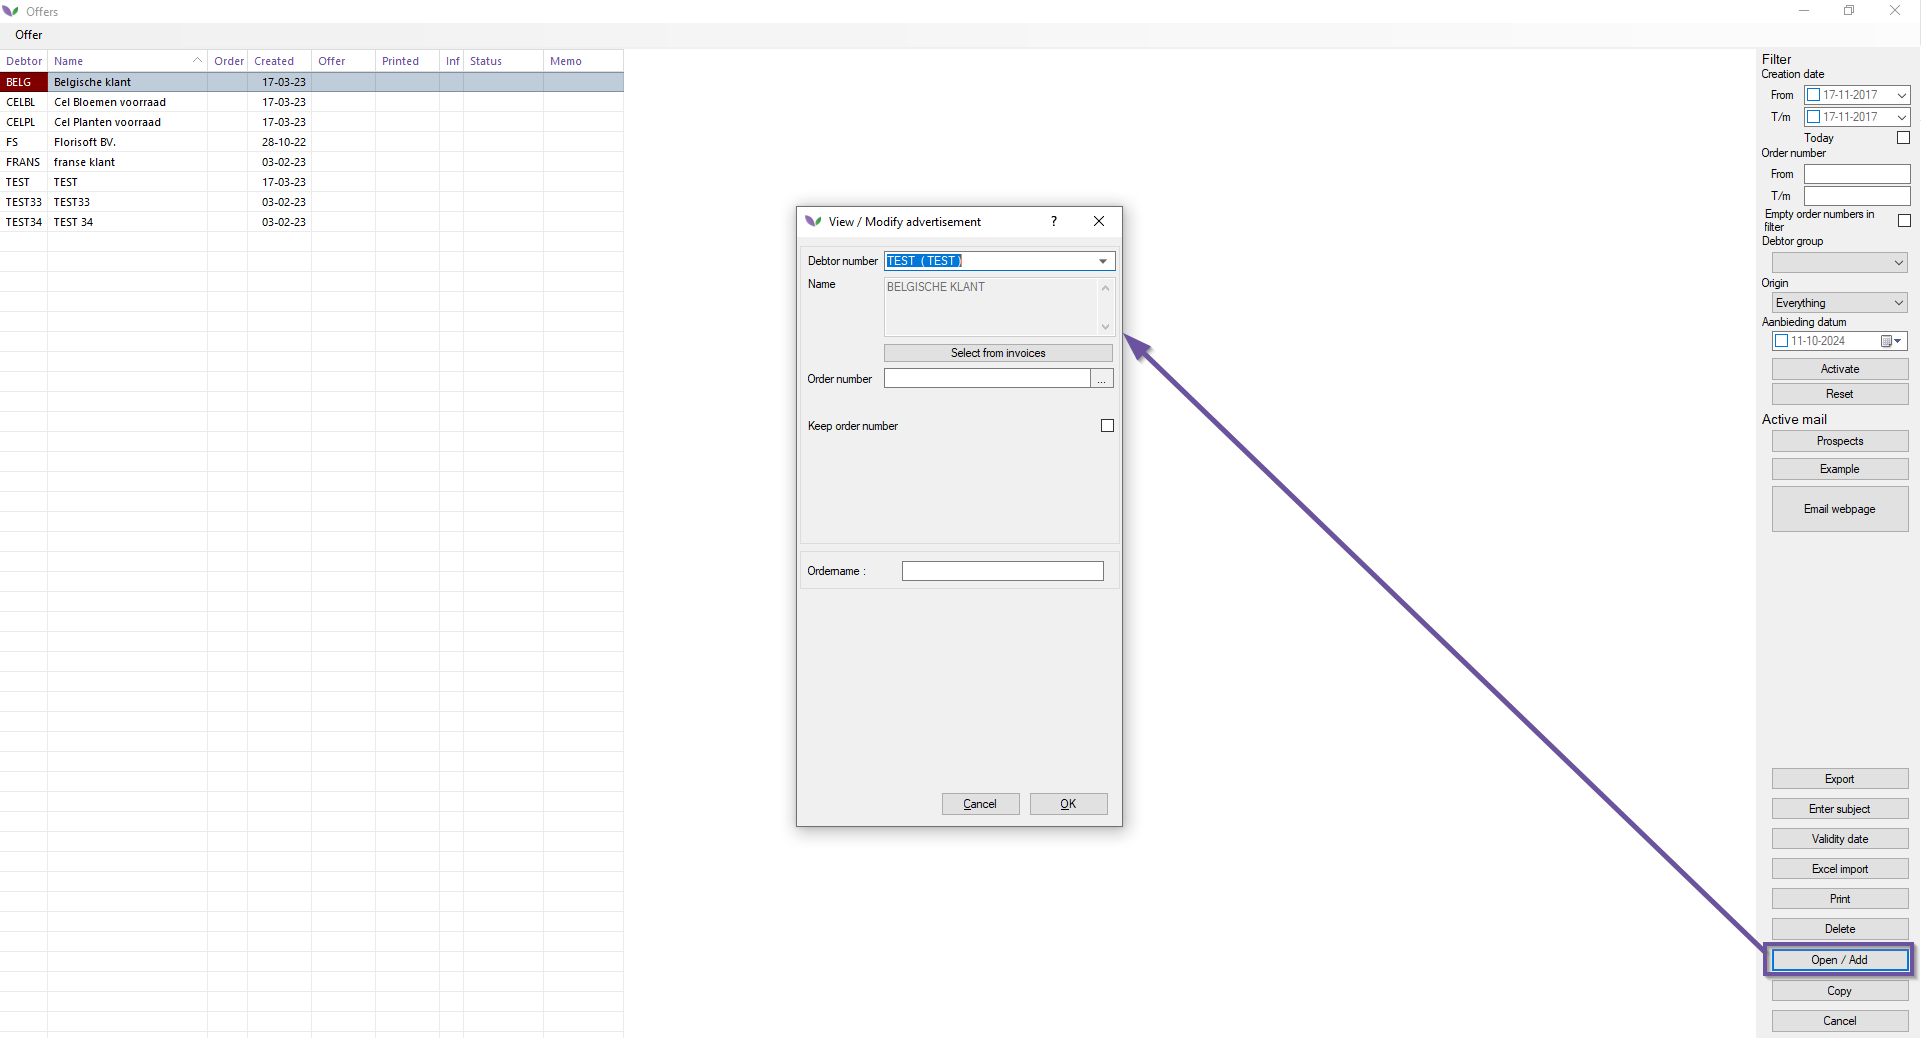 Offers
Offer
Debtor Name Order Created Offer Printed Inf Status Memo
BELG Belgische klant 17-03-23
CELBL Cel Bloemen voorraad 17-03-23
CELPL Cel Planten voorraad 17-03-23
FS Florisoft BV. 28-10-22
FRANS franse klant 03-02-23
TEST TEST 17-03-23
TEST33 TEST33 03-02-23
TEST34 TEST 34 03-02-23
View / Modify advertisement ?
Debtor number TEST ( TEST )
Name BELGISCHE KLANT
Select from invoices
Order number ...
Keep order number
Ordername :
Cancel OK
Filter
Creation date
From 17-11-2017
T/m 17-11-2017
Today
Order number
From
T/m
Empty order numbers in
filter
Debtor group
Origin
Everything
Aanbieding datum
11-10-2024
Activate
Reset
Active mail
Prospects
Example
Email webpage
Export
Enter subject
Validity date
Excel import
Print
Delete
Open / Add
Copy
Cancel